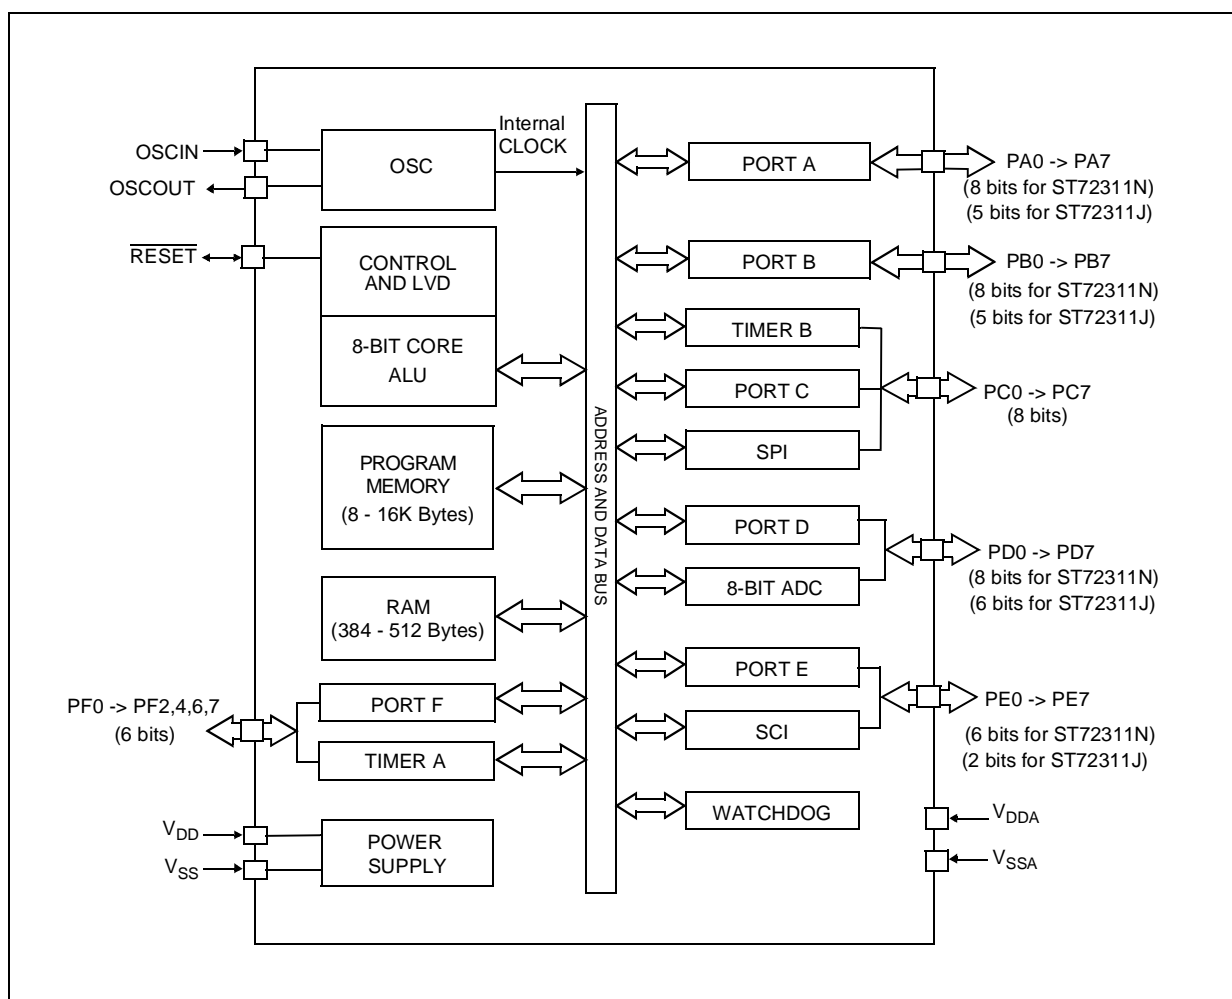 OSCIN
OSCOUT
RESET
OSC
Internal
CLOCK
CONTROL
AND LVD
8-BIT CORE
ALU
PROGRAM
MEMORY
(8 - 16K Bytes)
RAM
(384 - 512 Bytes)
PF0 -> PF2,4,6,7
(6 bits)
PORT F
TIMER A
VDD
VSS
POWER
SUPPLY
ADDRESS AND DATA BUS
PORT A
PA0 -> PA7
(8 bits for ST72311N)
(5 bits for ST72311J)
PORT B
PB0 -> PB7
(8 bits for ST72311N)
(5 bits for ST72311J)
TIMER B
PORT C
SPI
PC0 -> PC7
(8 bits)
PORT D
8-BIT ADC
PD0 -> PD7
(8 bits for ST72311N)
(6 bits for ST72311J)
PORT E
SCI
PE0 -> PE7
(6 bits for ST72311N)
(2 bits for ST72311J)
WATCHDOG
VDDA
VSSA